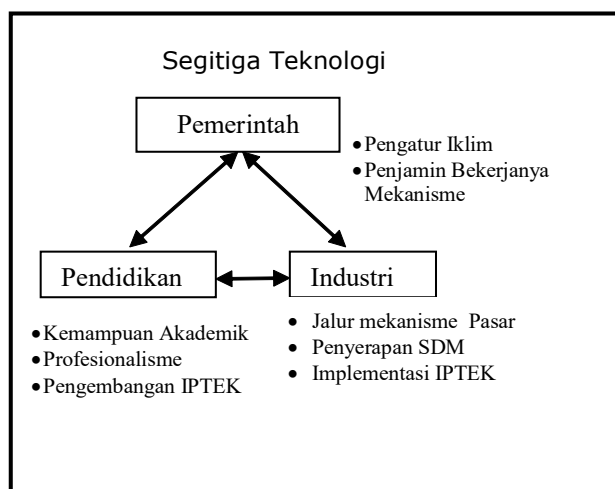 Segitiga Teknologi
Pemerintah
•Pengatur Iklim
•Penjamin Bekerjanya
Mekanisme
Pendidikan
Industri
•Kemampuan Akademik
•Profesionalisme
•Pengembangan IPTEK
• Jalur mekanisme Pasar
• Penyerapan SDM
• Implementasi IPTEK